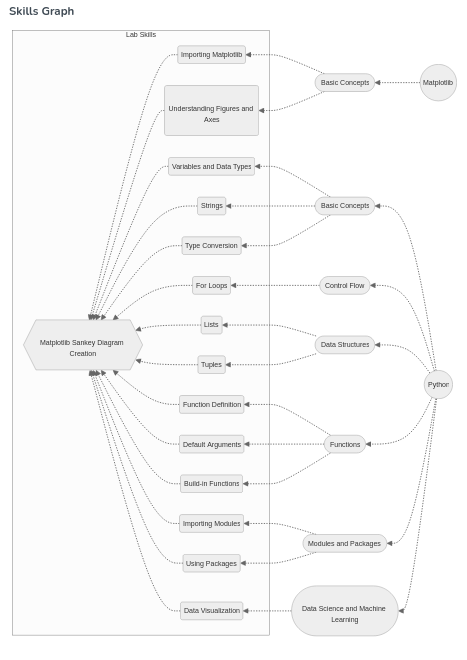 Skills Graph
Lab Skills
Importing Matplotlib
Basic Concepts
Matplotlib
Understanding Figures and
Axes
Variables and Data Types
Strings
Basic Concepts
Type Conversion
For Loops
Control Flow
Lists
Matplotlib Sankey Diagram
Creation
Data Structures
Tuples
Python
Function Definition
Default Arguments
Functions
Build-in Functions
Importing Modules
Modules and Packages
Using Packages
Data Visualization
Data Science and Machine
Learning